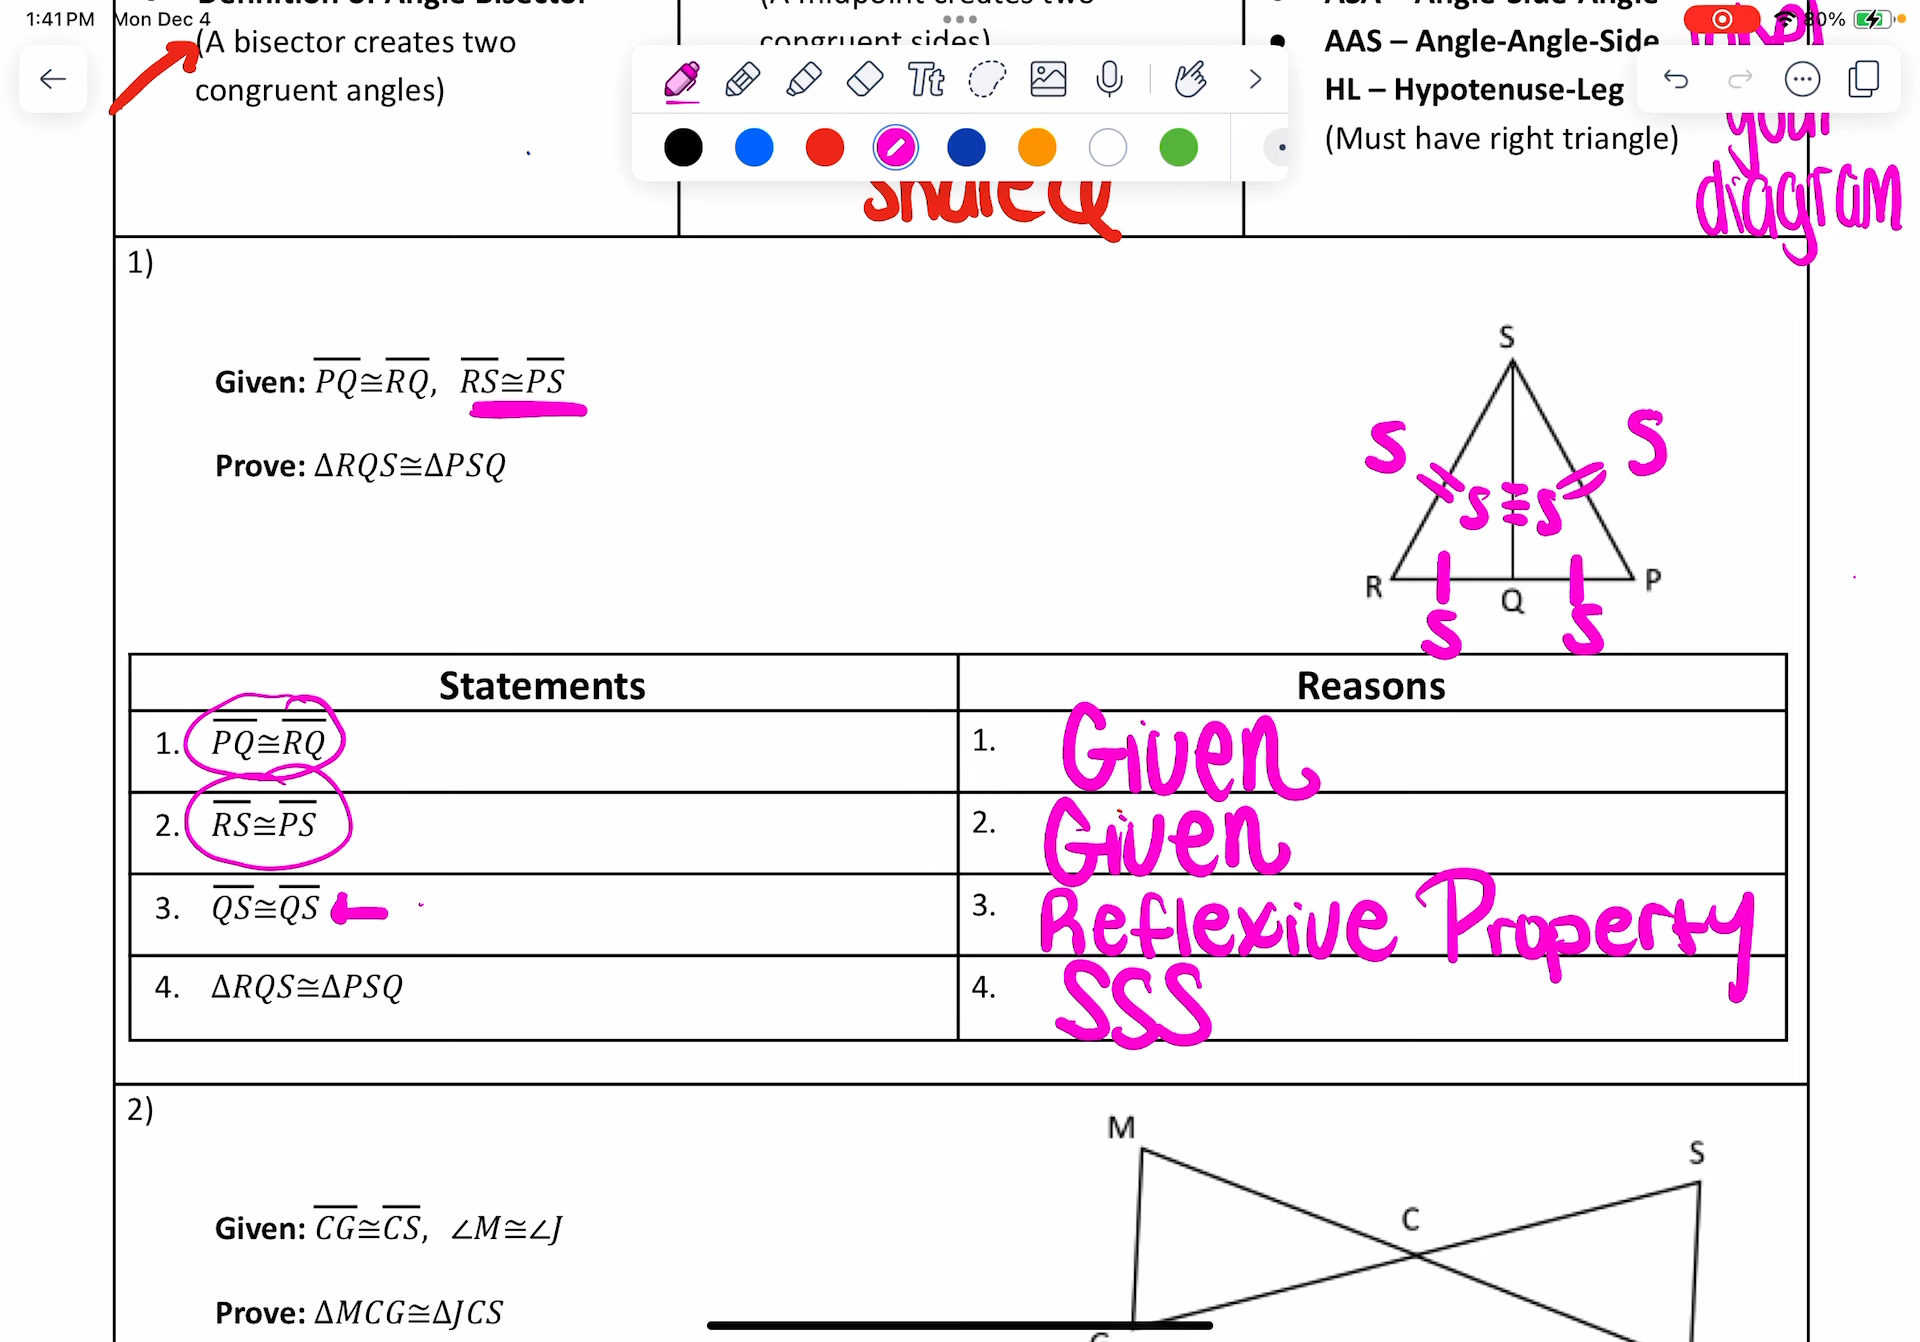 1:41 PM Mon Dec 4
80%
(A bisector creates two
congruent angles)
congruent sides)
AAS – Angle-Angle-Side
HL – Hypotenuse-Leg
(Must have right triangle)
Tt
your
diagram
1)
Given: PQ≅RQ, RS≅PS
Prove: ΔRQS≅ΔPSQ
S
S S
S S
R Q P
S S
Statements Reasons
1. PQ≅RQ 1. Given
2. RS≅PS 2. Given
3. QS≅QS 3. Reflexive Property
4. ΔRQS≅ΔPSQ 4. SSS
2)
M
S
C
Given: CG≅CS, ∠M≅∠J
Prove: ΔMCG≅ΔJCS